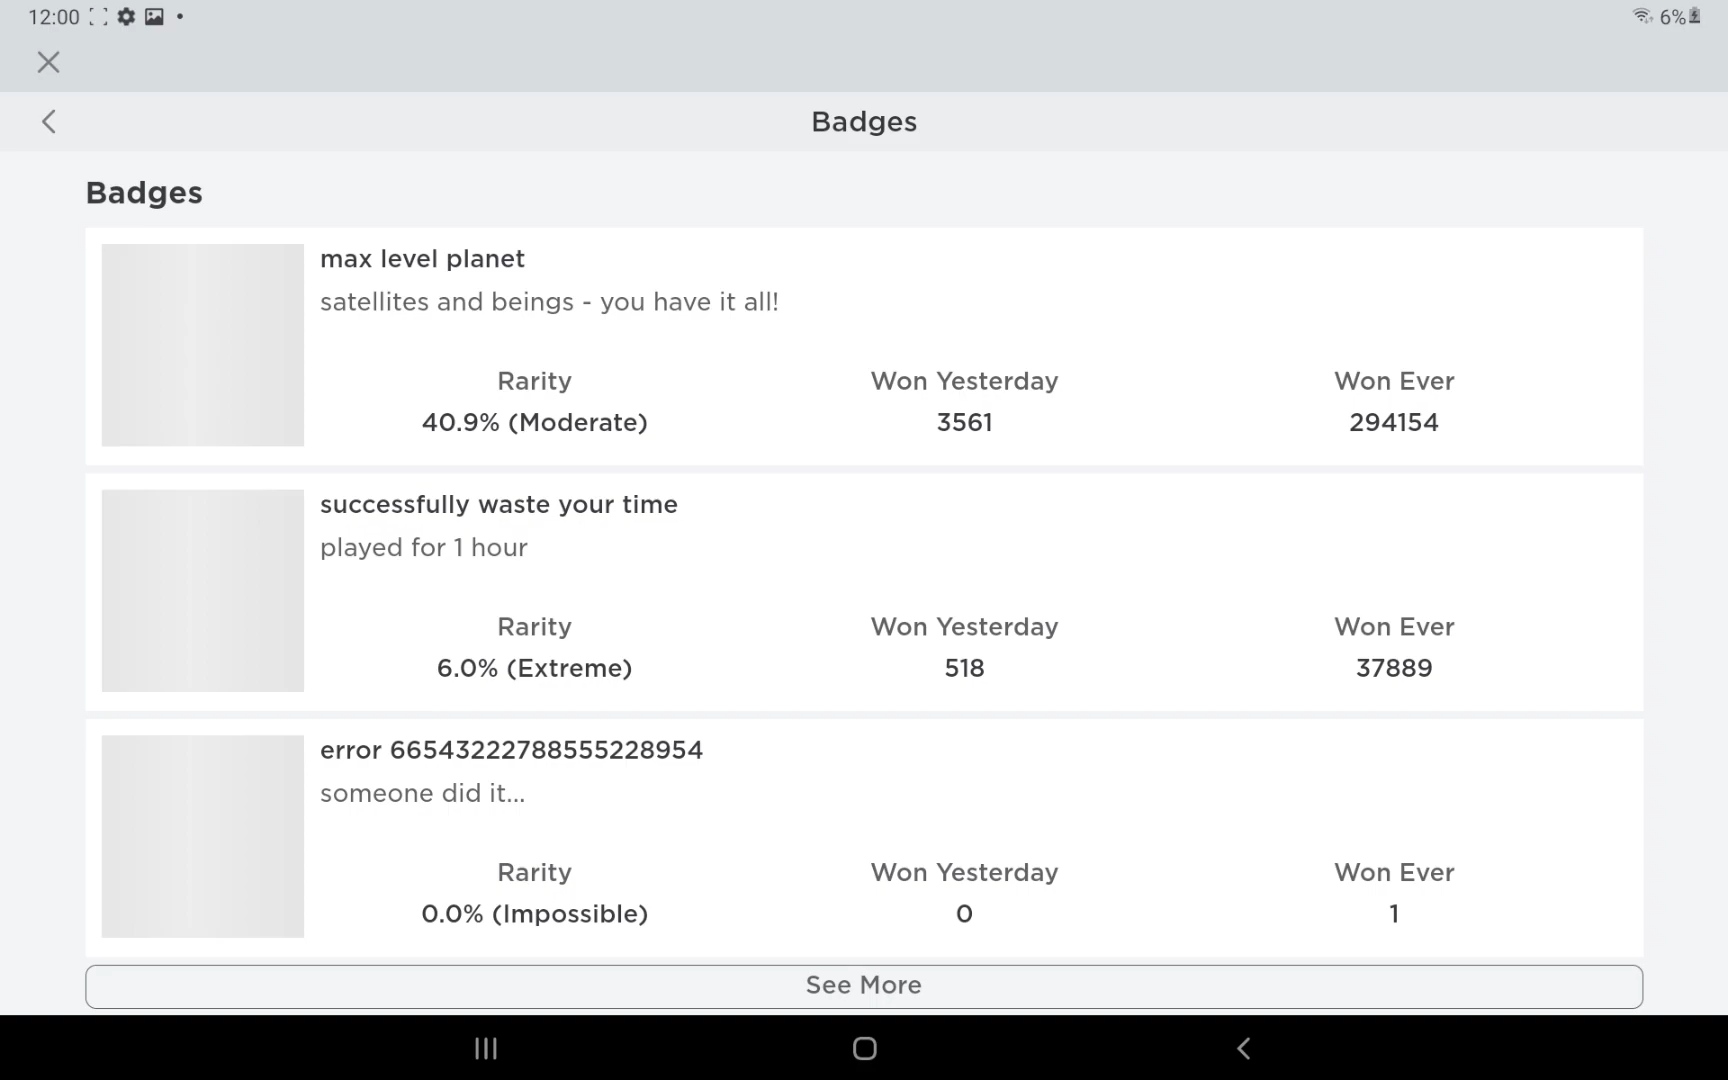 12:00
6%
Badges
Badges
max level planet
satellites and beings - you have it all!
Rarity Won Yesterday Won Ever
40.9% (Moderate) 3561 294154
successfully waste your time
played for 1 hour
Rarity Won Yesterday Won Ever
6.0% (Extreme) 518 37889
error 66543222788555228954
someone did it...
Rarity Won Yesterday Won Ever
0.0% (Impossible) 0 1
See More